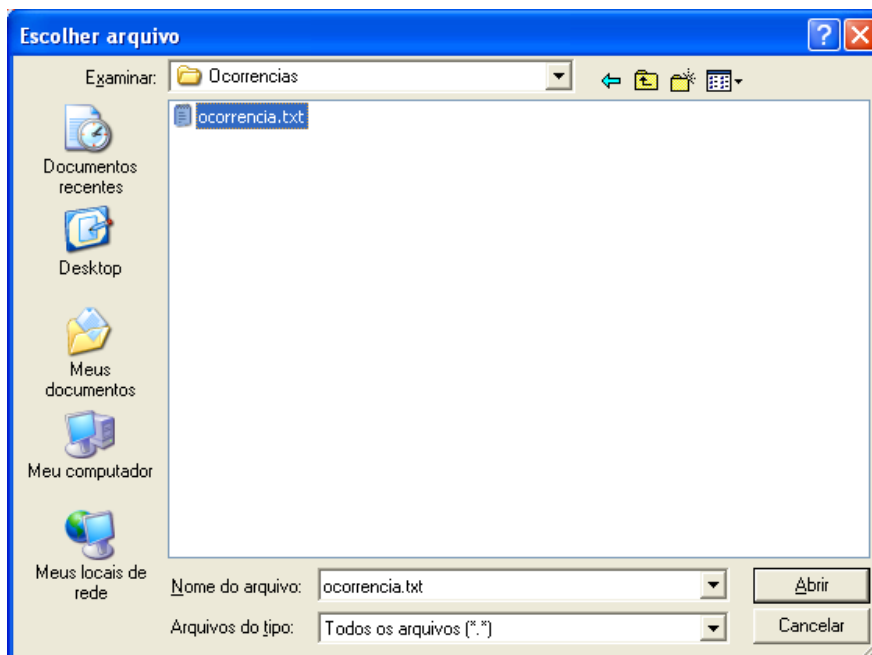 Escolher arquivo
Examinar:
Ocorrencias
ocorrencia.txt
Documentos
recentes
Desktop
Meus
documentos
Meu computador
Meus locais de
rede
Nome do arquivo:
ocorrencia.txt
Abrir
Arquivos do tipo:
Todos os arquivos (*.*)
Cancelar